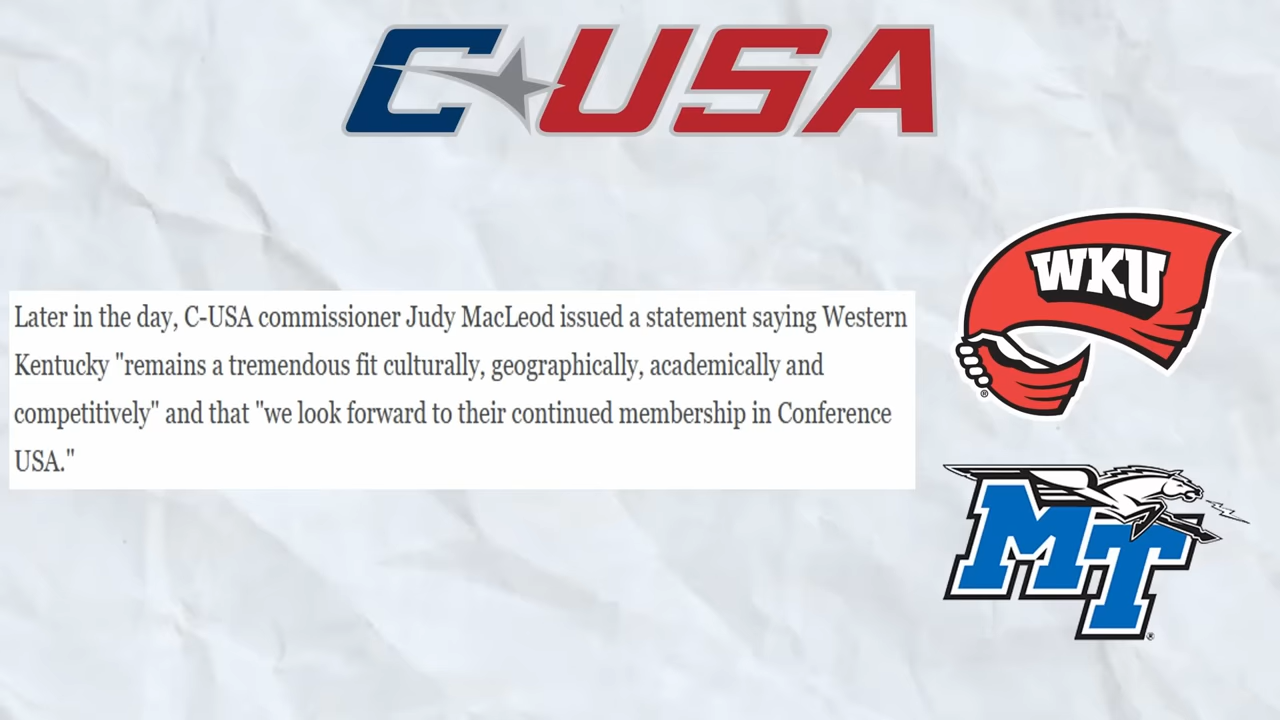 C USA
Later in the day, C-USA commissioner Judy MacLeod issued a statement saying Western
Kentucky "remains a tremendous fit culturally, geographically, academically and
competitively" and that "we look forward to their continued membership in Conference
USA."
WKU
®
MT
®